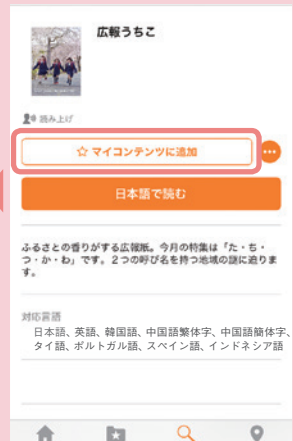 広報うちこ
読み上げ
☆ マイコンテンツに追加
日本語で読む
ふるさとの香りがする広報紙。今月の特集は「た・ち・
つ・か・わ」です。2つの呼び名を持つ地域の謎に迫りま
す。
対応言語
日本語、英語、韓国語、中国語繁体字、中国語簡体字、
タイ語、ポルトガル語、スペイン語、インドネシア語